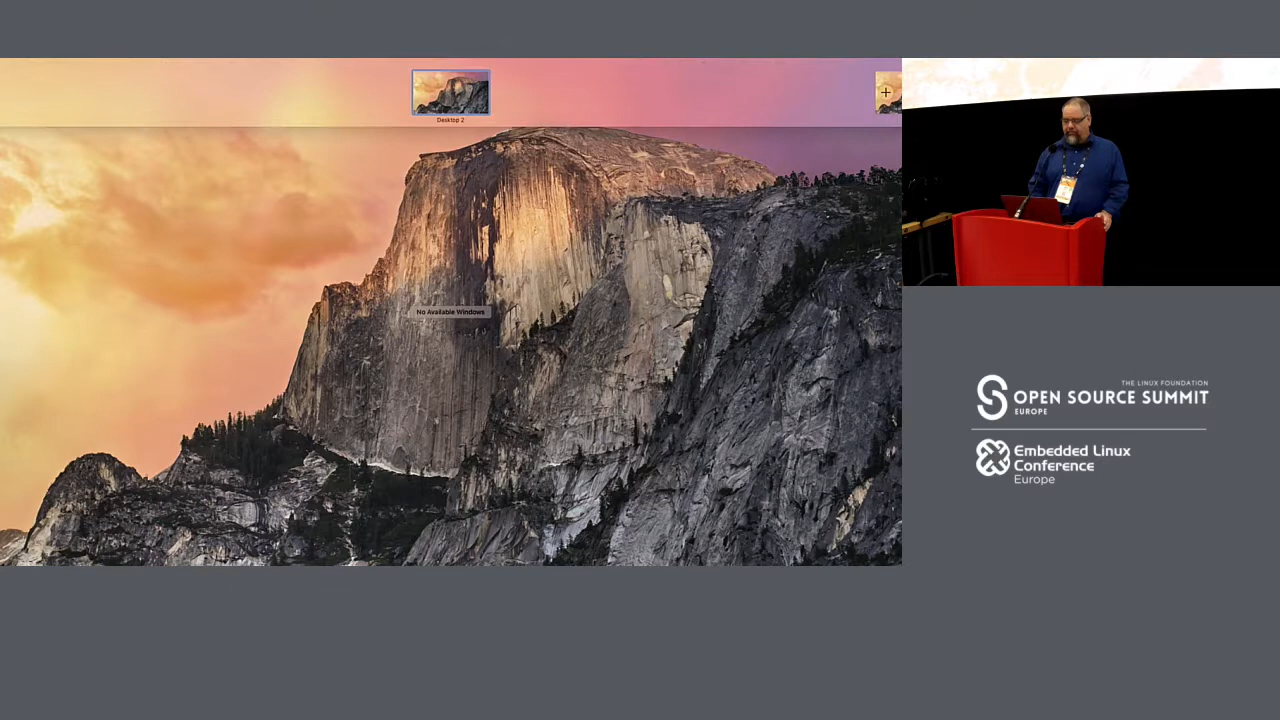 Desktop 2
No Available Windows
THE LINUX FOUNDATION
OPEN SOURCE SUMMIT
EUROPE
Embedded Linux
Conference
Europe